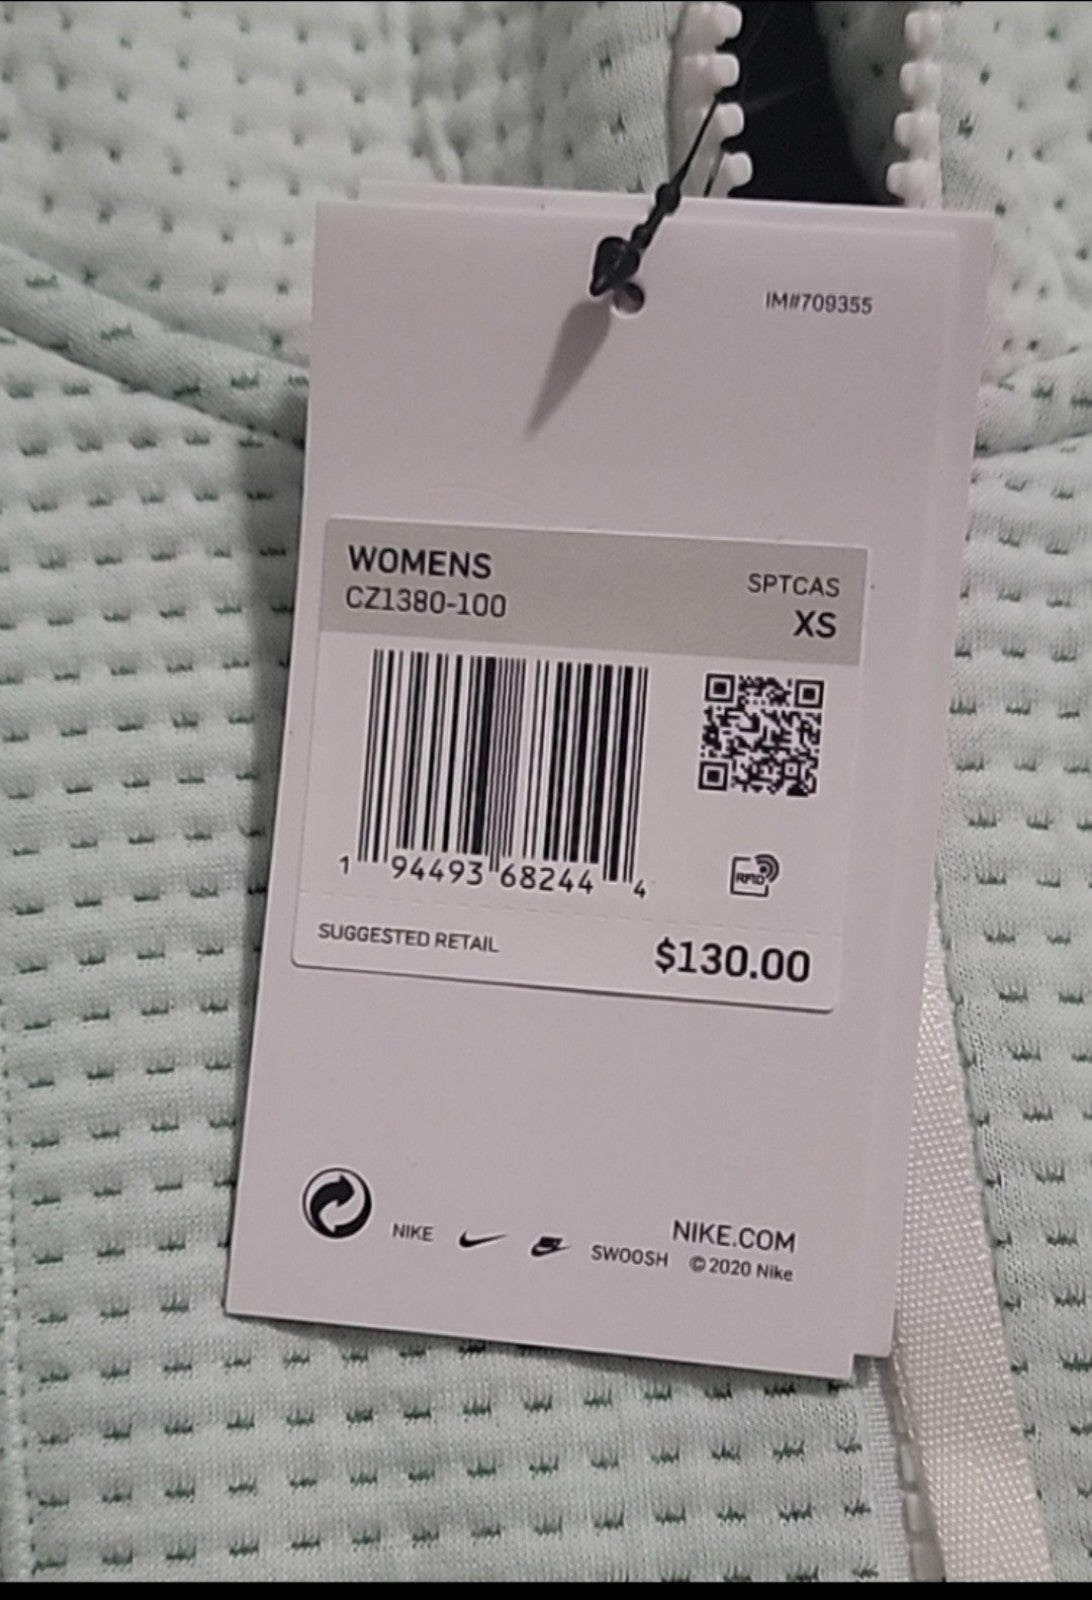 IM#709355
WOMENS
CZ1380-100
SPTCAS
XS
1 94493 68244 4
RFID
SUGGESTED RETAIL
$130.00
NIKE
SWOOSH
NIKE.COM
©2020 Nike